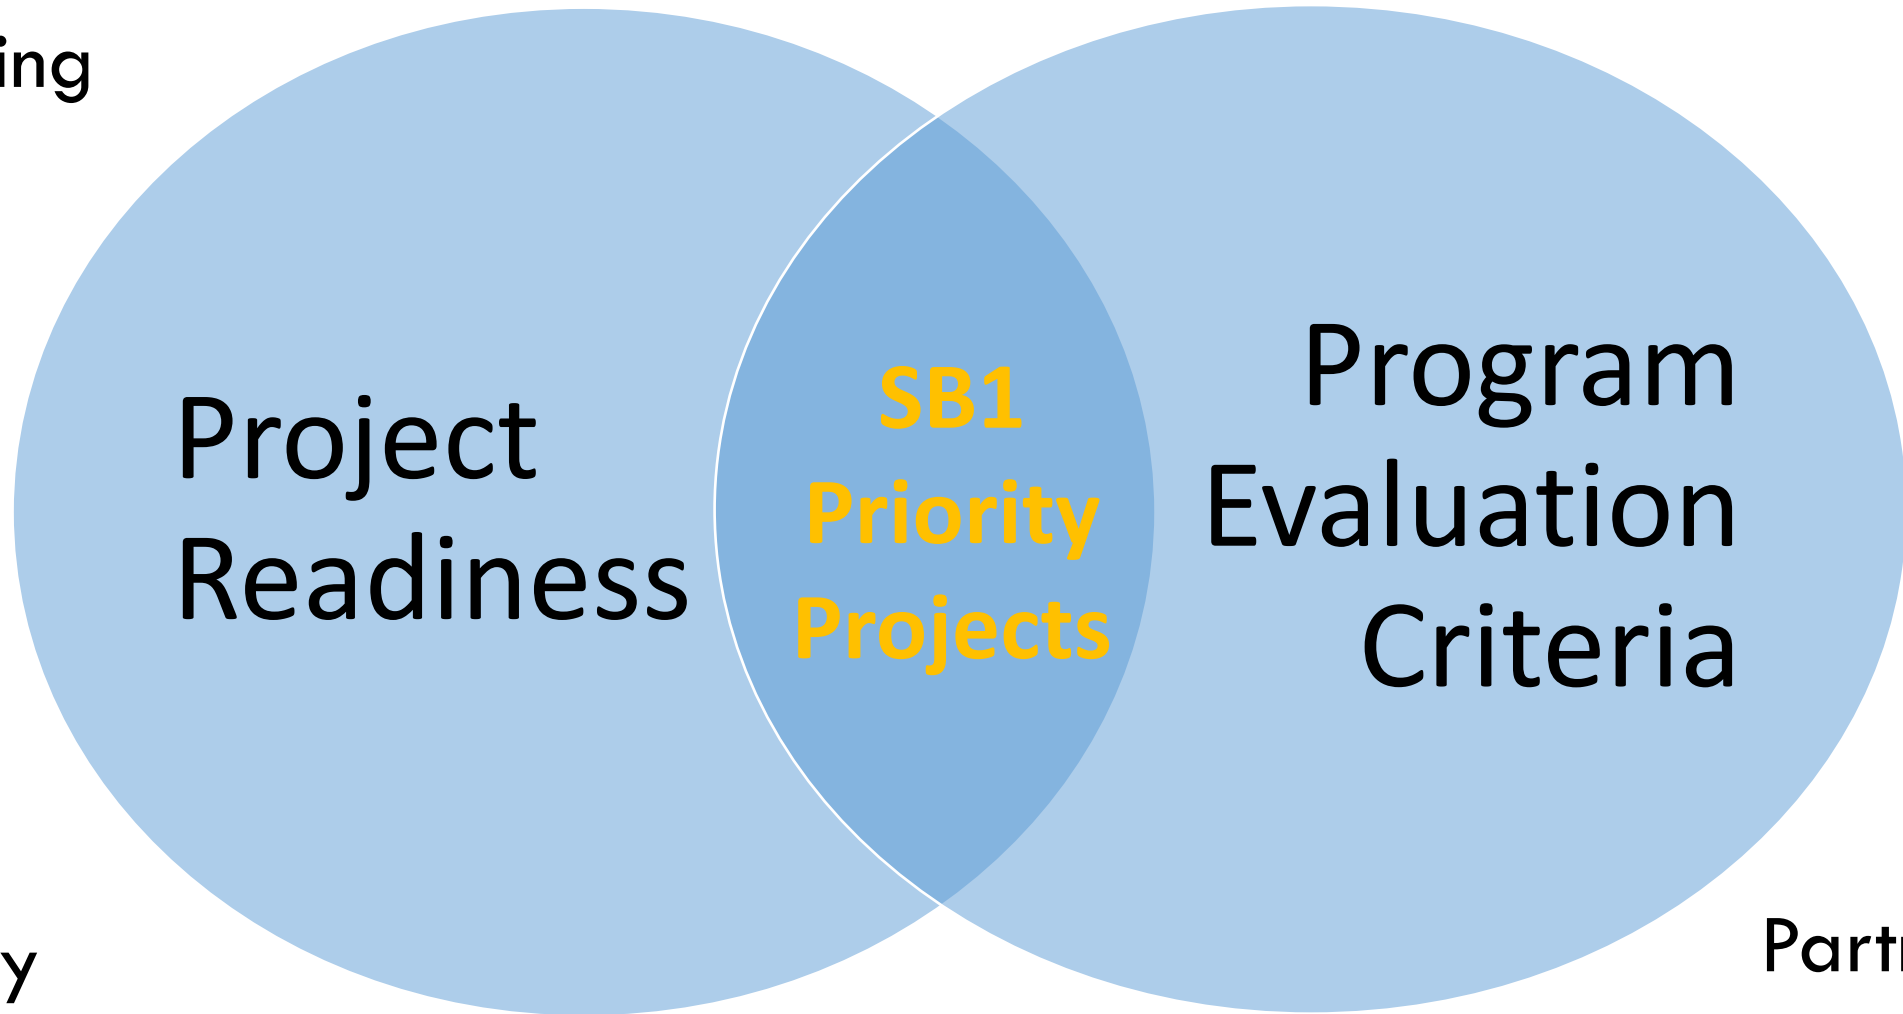 ing
Project
Readiness
SB1
Priority
Projects
Program
Evaluation
Criteria
y
Part